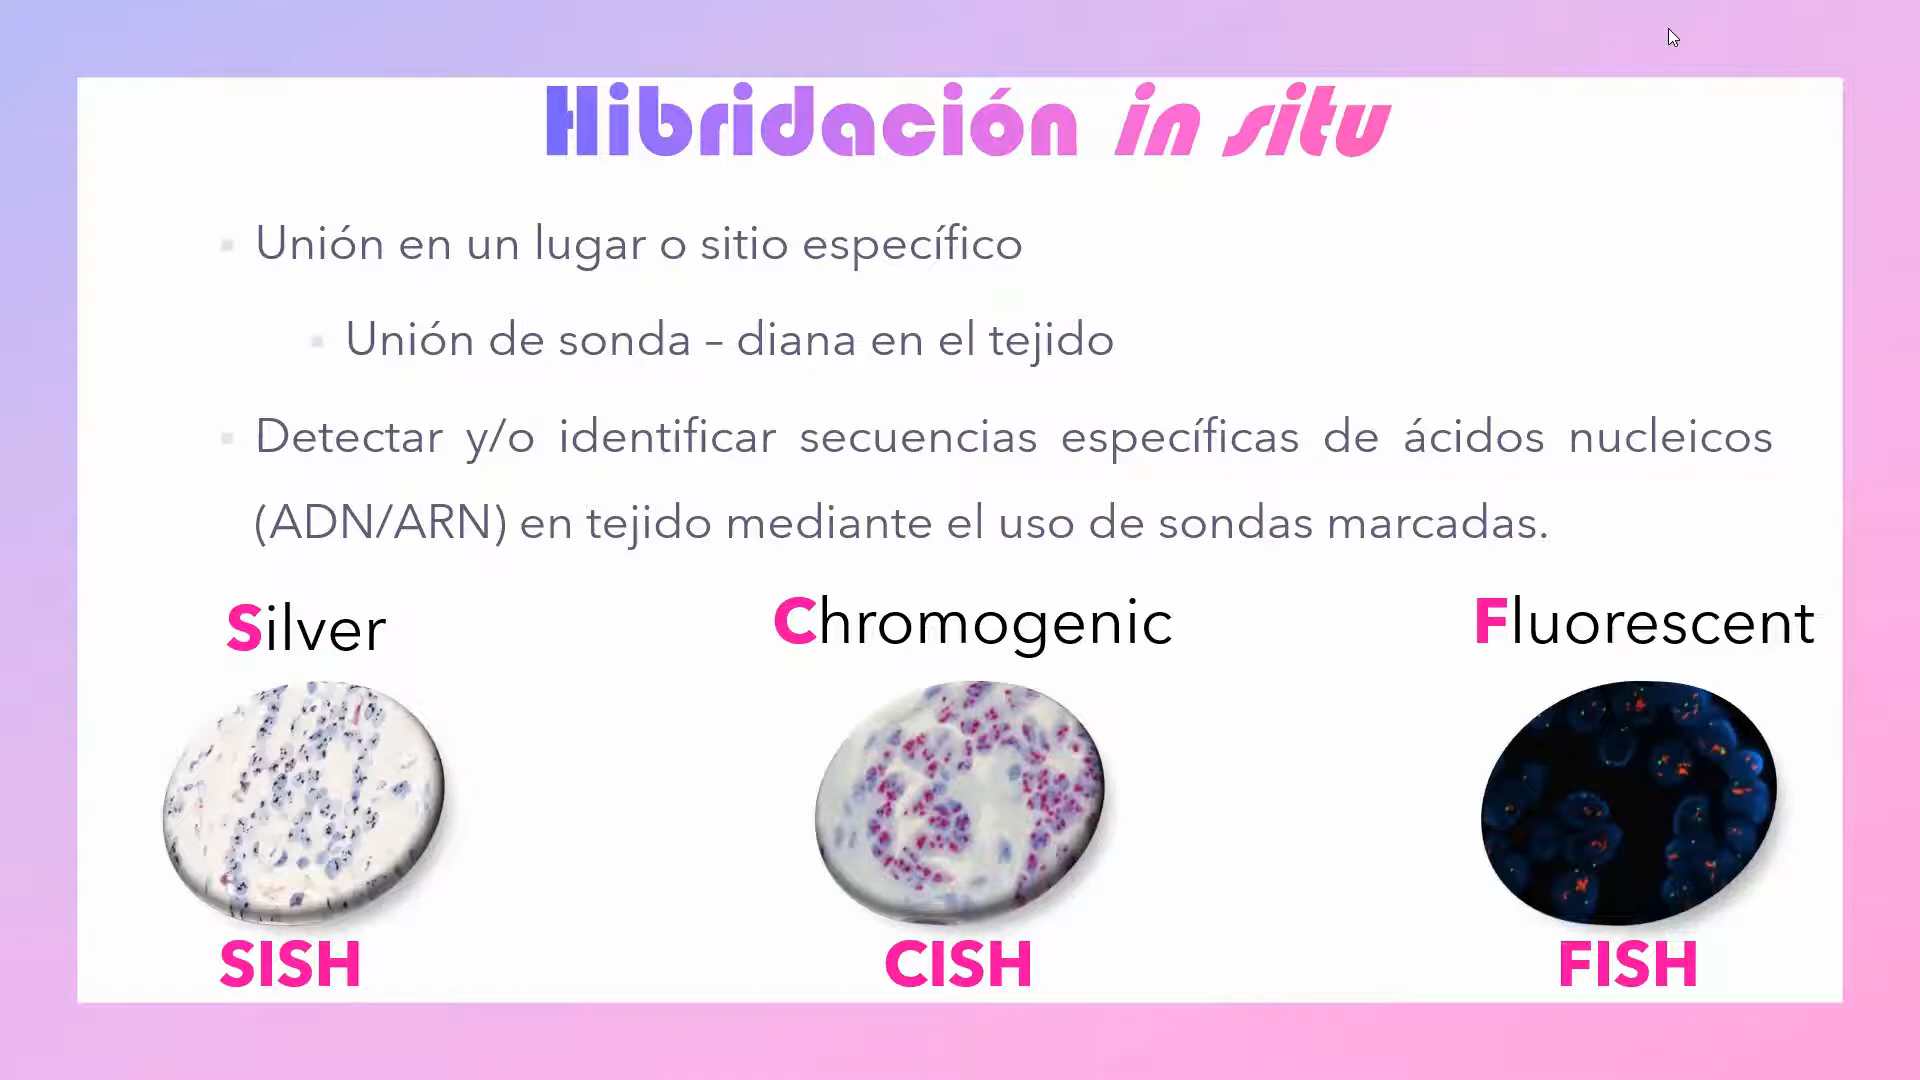 Hibridación in situ
Unión en un lugar o sitio específico
Unión de sonda – diana en el tejido
Detectar y/o identificar secuencias específicas de ácidos nucleicos
(ADN/ARN) en tejido mediante el uso de sondas marcadas.
Silver
Chromogenic
Fluorescent
SISH
CISH
FISH